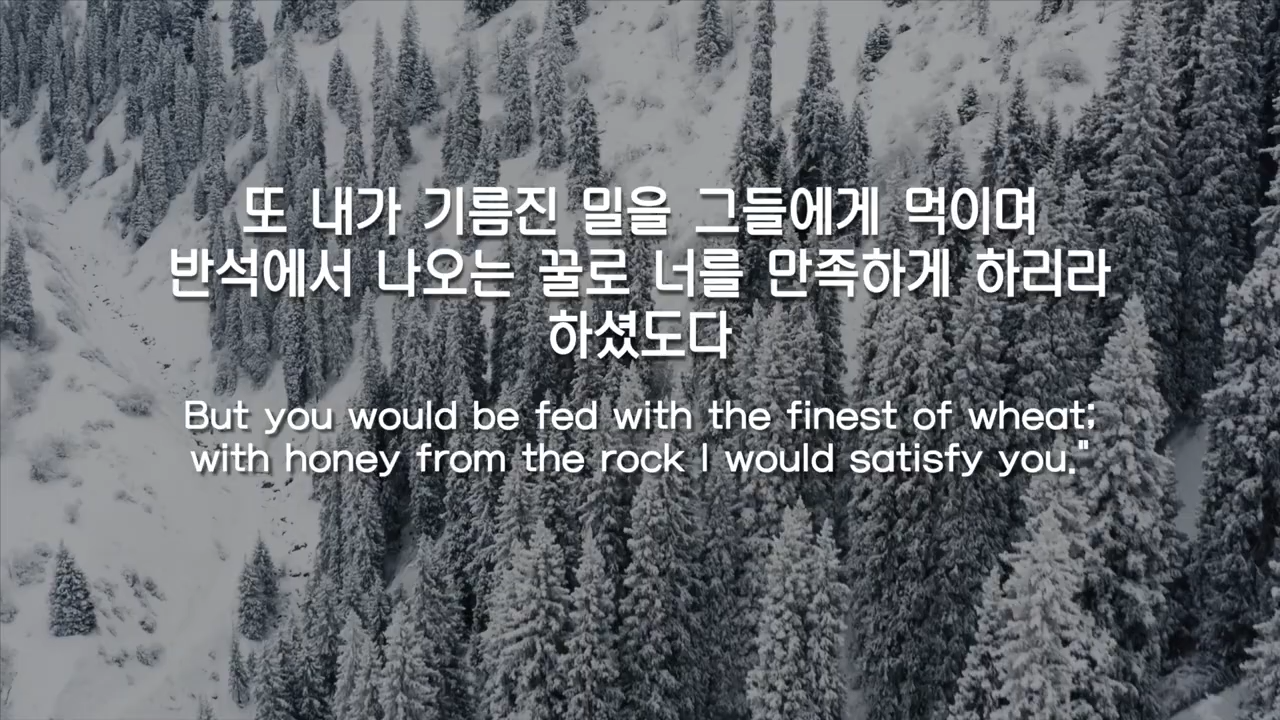 또 내가 기름진 밀을 그들에게 먹이며
반석에서 나오는 꿀로 너를 만족하게 하리라
하셨도다
But you would be fed with the finest of wheat;
with honey from the rock I would satisfy you."